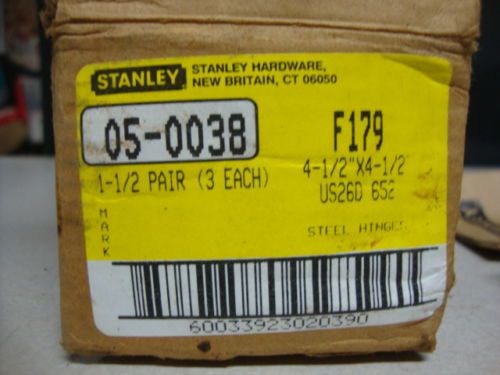 STANLEY
STANLEY HARDWARE,
NEW BRITAIN, CT 06050
05-0038
F179
1-1/2 PAIR (3 EACH)
4-1/2"X4-1/2"
US26D 652
MARK
STEEL HINGES
60033923020390